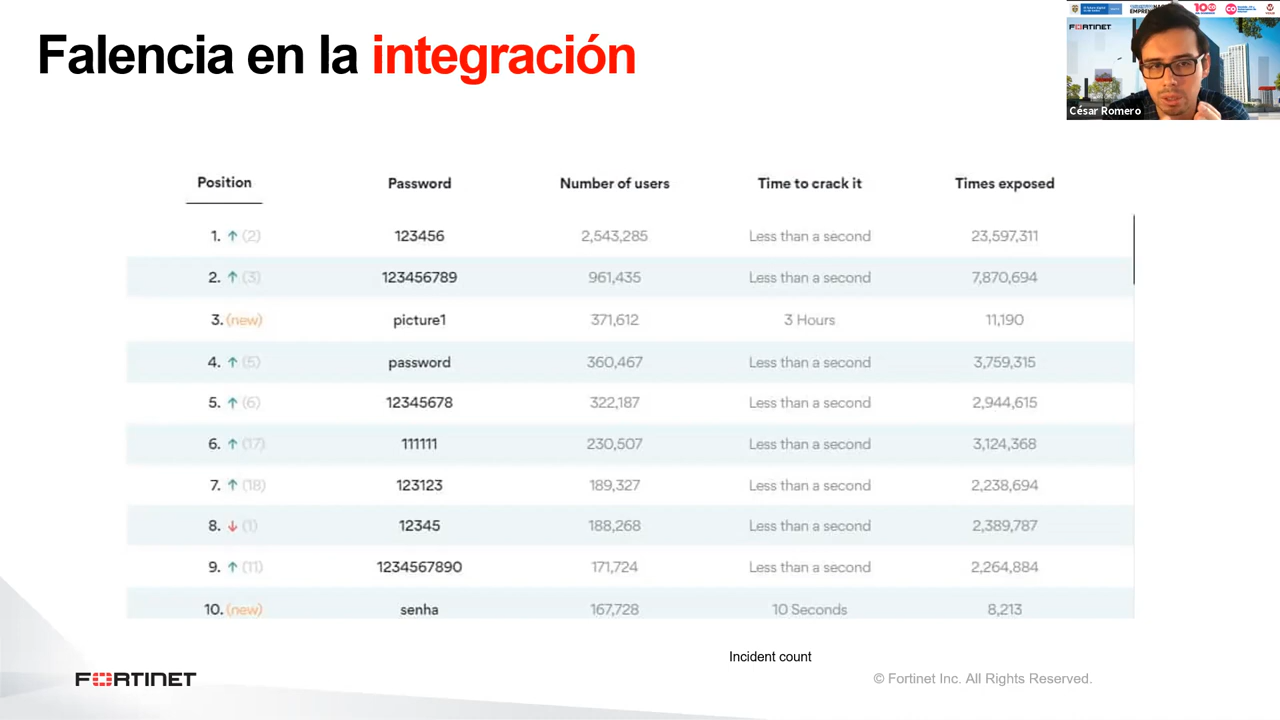 Falencia en la integración
FORTINET
César Romero
Position Password Number of users Time to crack it Times exposed
1. ↑ (2) 123456 2,543,285 Less than a second 23,597,311
2. ↑ (3) 123456789 961,435 Less than a second 7,870,694
3. (new) picture1 371,612 3 Hours 11,190
4. ↑ (5) password 360,467 Less than a second 3,759,315
5. ↑ (6) 12345678 322,187 Less than a second 2,944,615
6. ↑ (17) 111111 230,507 Less than a second 3,124,368
7. ↑ (18) 123123 189,327 Less than a second 2,238,694
8. ↓ (1) 12345 188,268 Less than a second 2,389,787
9. ↑ (11) 1234567890 171,724 Less than a second 2,264,884
10. (new) senha 167,728 10 Seconds 8,213
Incident count
FORTINET
© Fortinet Inc. All Rights Reserved.